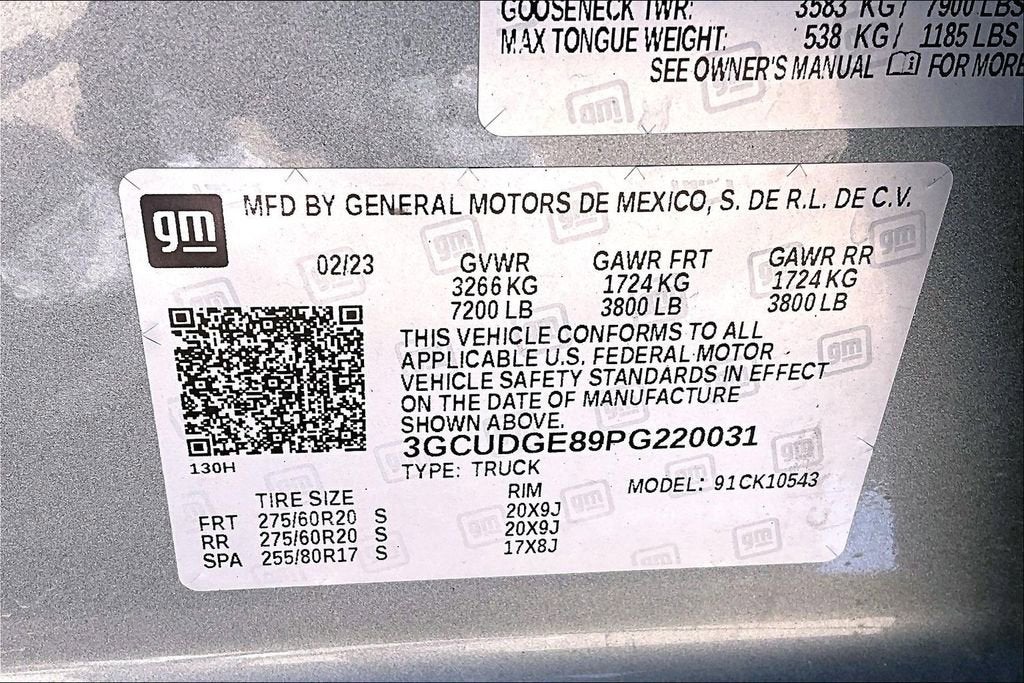 GOOSENECK TWR: 3583 KG/ 7900 LBS
MAX TONGUE WEIGHT: 538 KG/ 1185 LBS
SEE OWNER'S MANUAL FOR MORE
gm
MFD BY GENERAL MOTORS DE MEXICO, S. DE R.L. DE C.V.
02/23 GVWR GAWR FRT GAWR RR
3266 KG 1724 KG 1724 KG
7200 LB 3800 LB 3800 LB
THIS VEHICLE CONFORMS TO ALL
APPLICABLE U.S. FEDERAL MOTOR
VEHICLE SAFETY STANDARDS IN EFFECT
ON THE DATE OF MANUFACTURE
SHOWN ABOVE.
3GCUDGE89PG220031
130H
TYPE: TRUCK
MODEL: 91CK10543
TIRE SIZE RIM
FRT 275/60R20 S 20X9J
RR 275/60R20 S 20X9J
SPA 255/80R17 S 17X8J